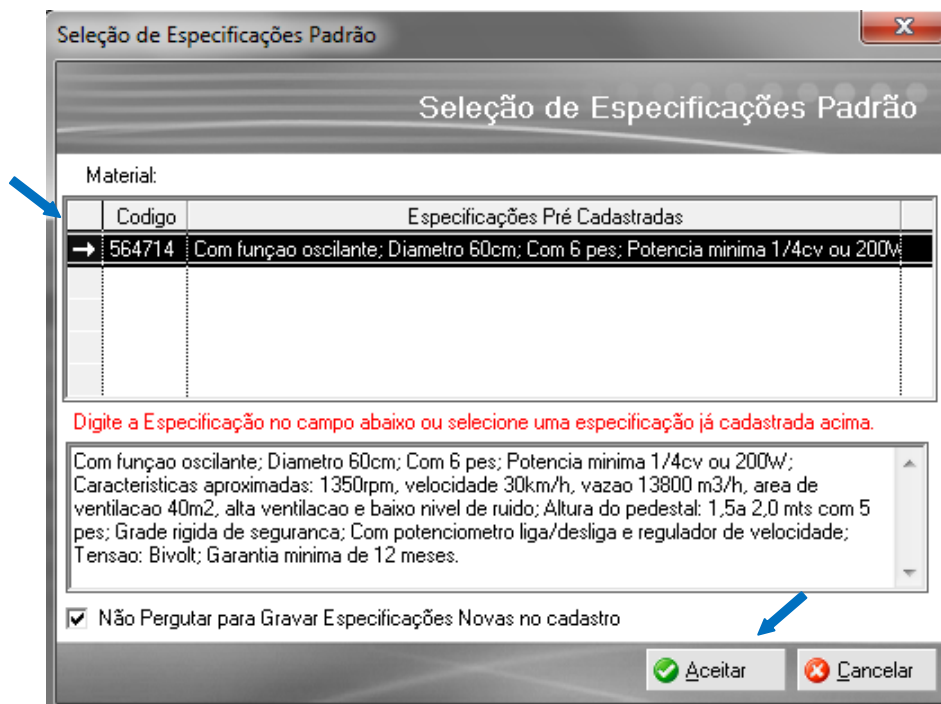 Seleção de Especificações Padrão
Seleção de Especificações Padrão
Material:
Codigo Especificações Pré Cadastradas
564714 Com funçao oscilante; Diametro 60cm; Com 6 pes; Potencia minima 1/4cv ou 200W
Digite a Especificação no campo abaixo ou selecione uma especificação já cadastrada acima.
Com funçao oscilante; Diametro 60cm; Com 6 pes; Potencia minima 1/4cv ou 200W;
Caracteristicas aproximadas: 1350rpm, velocidade 30km/h, vazao 13800 m3/h, area de
ventilacao 40m2, alta ventilacao e baixo nivel de ruido; Altura do pedestal: 1,5a 2,0 mts com 5
pes; Grade rigida de seguranca; Com potenciometro liga/desliga e regulador de velocidade;
Tensao: Bivolt; Garantia minima de 12 meses.
Não Pergutar para Gravar Especificações Novas no cadastro
Aceitar Cancelar